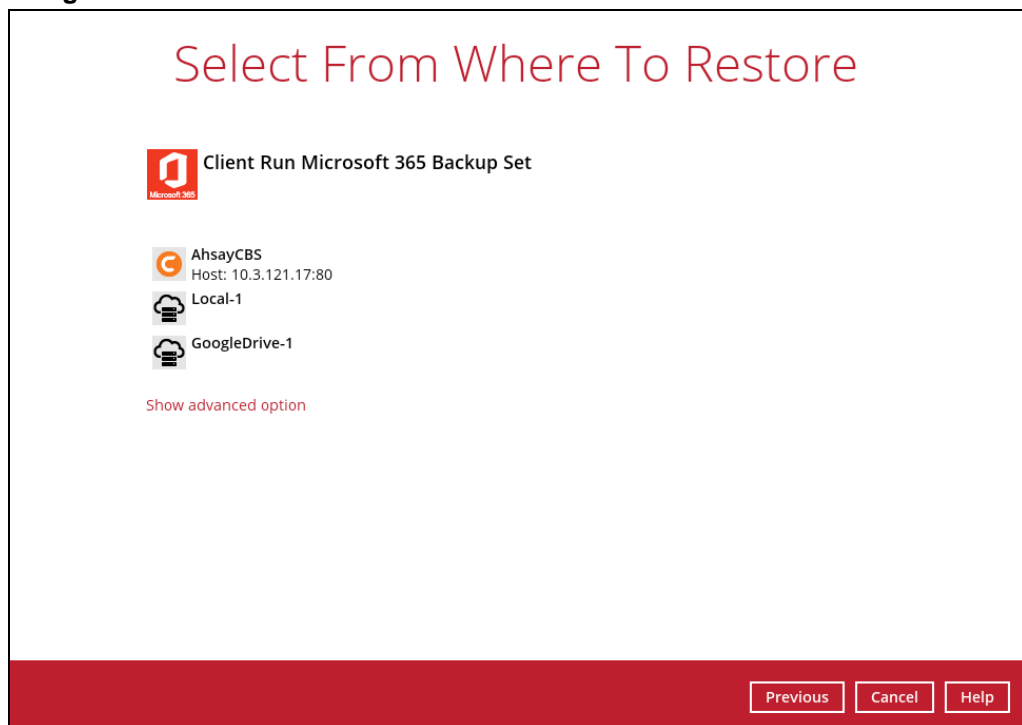 Select From Where To Restore
Client Run Microsoft 365 Backup Set
Microsoft 365
AhsayCBS
Host: 10.3.121.17:80
Local-1
GoogleDrive-1
Show advanced option
Previous Cancel Help